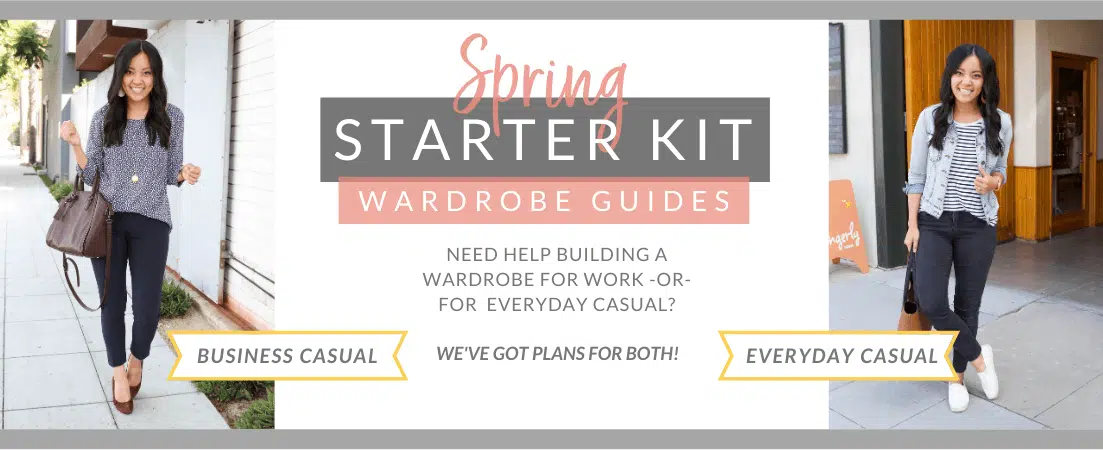 Spring
STARTER KIT
WARDROBE GUIDES
NEED HELP BUILDING A
WARDROBE FOR WORK -OR-
FOR EVERYDAY CASUAL?
WE'VE GOT PLANS FOR BOTH!
BUSINESS CASUAL
EVERYDAY CASUAL